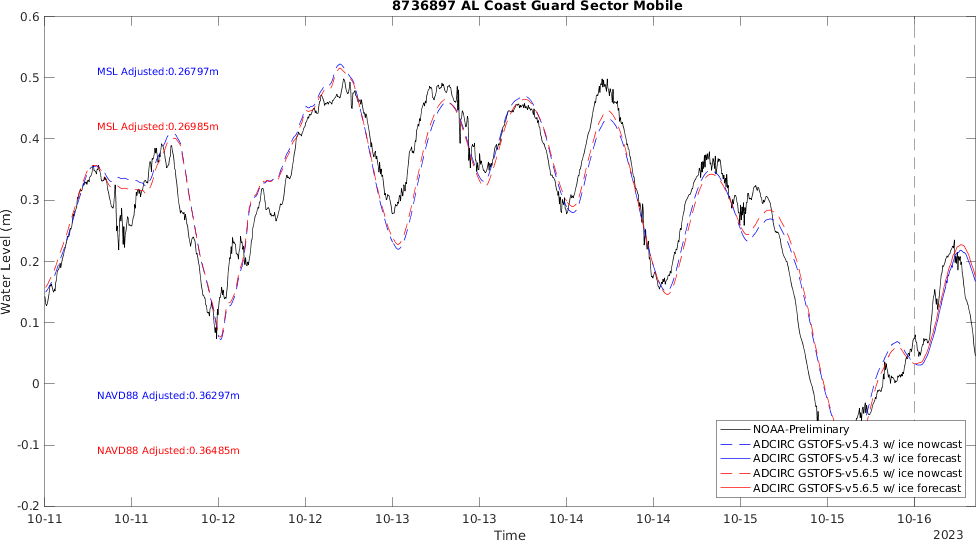 8736897 AL Coast Guard Sector Mobile
0.6
0.5
0.4
0.3
0.2
0.1
0
-0.1
-0.2
Water Level (m)
MSL Adjusted:0.26797m
MSL Adjusted:0.26985m
NAVD88 Adjusted:0.36297m
NAVD88 Adjusted:0.36485m
NOAA-Preliminary
ADCIRC GSTOFS-v5.4.3 w/ ice nowcast
ADCIRC GSTOFS-v5.4.3 w/ ice forecast
ADCIRC GSTOFS-v5.6.5 w/ ice nowcast
ADCIRC GSTOFS-v5.6.5 w/ ice forecast
10-11 10-11 10-12 10-12 10-13 10-13 10-14 10-14 10-15 10-15 10-16
Time
2023